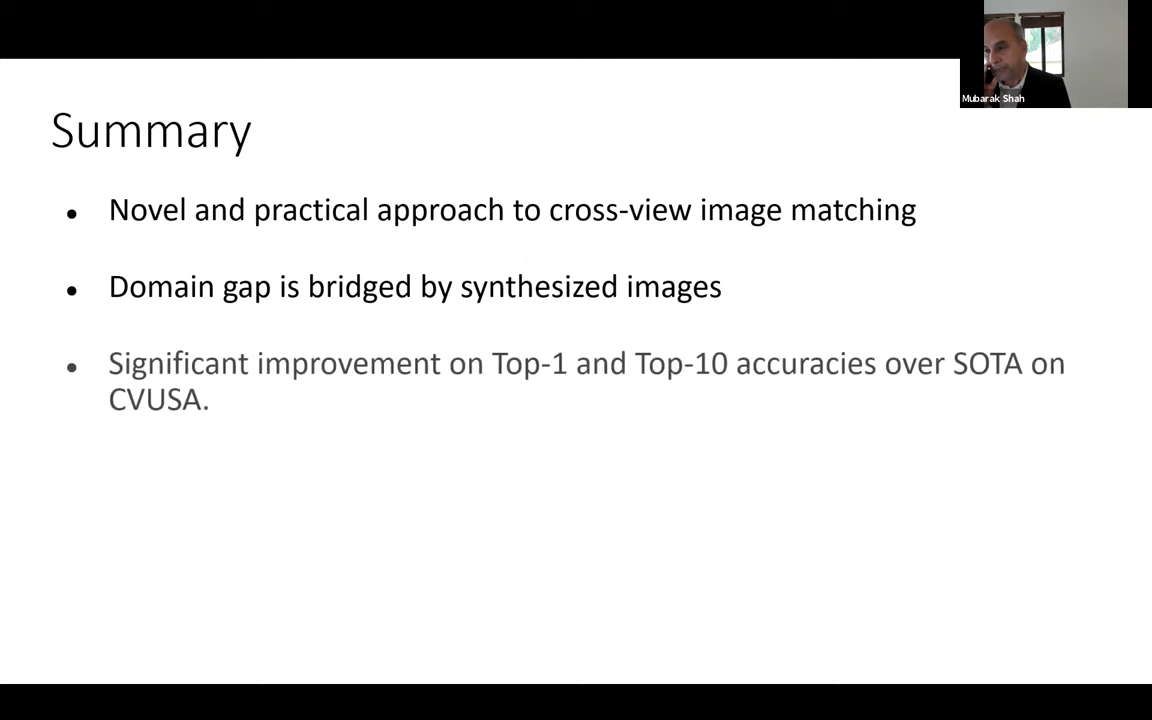 Mubarak Shah
Summary
• Novel and practical approach to cross-view image matching
• Domain gap is bridged by synthesized images
• Significant improvement on Top-1 and Top-10 accuracies over SOTA on
CVUSA.